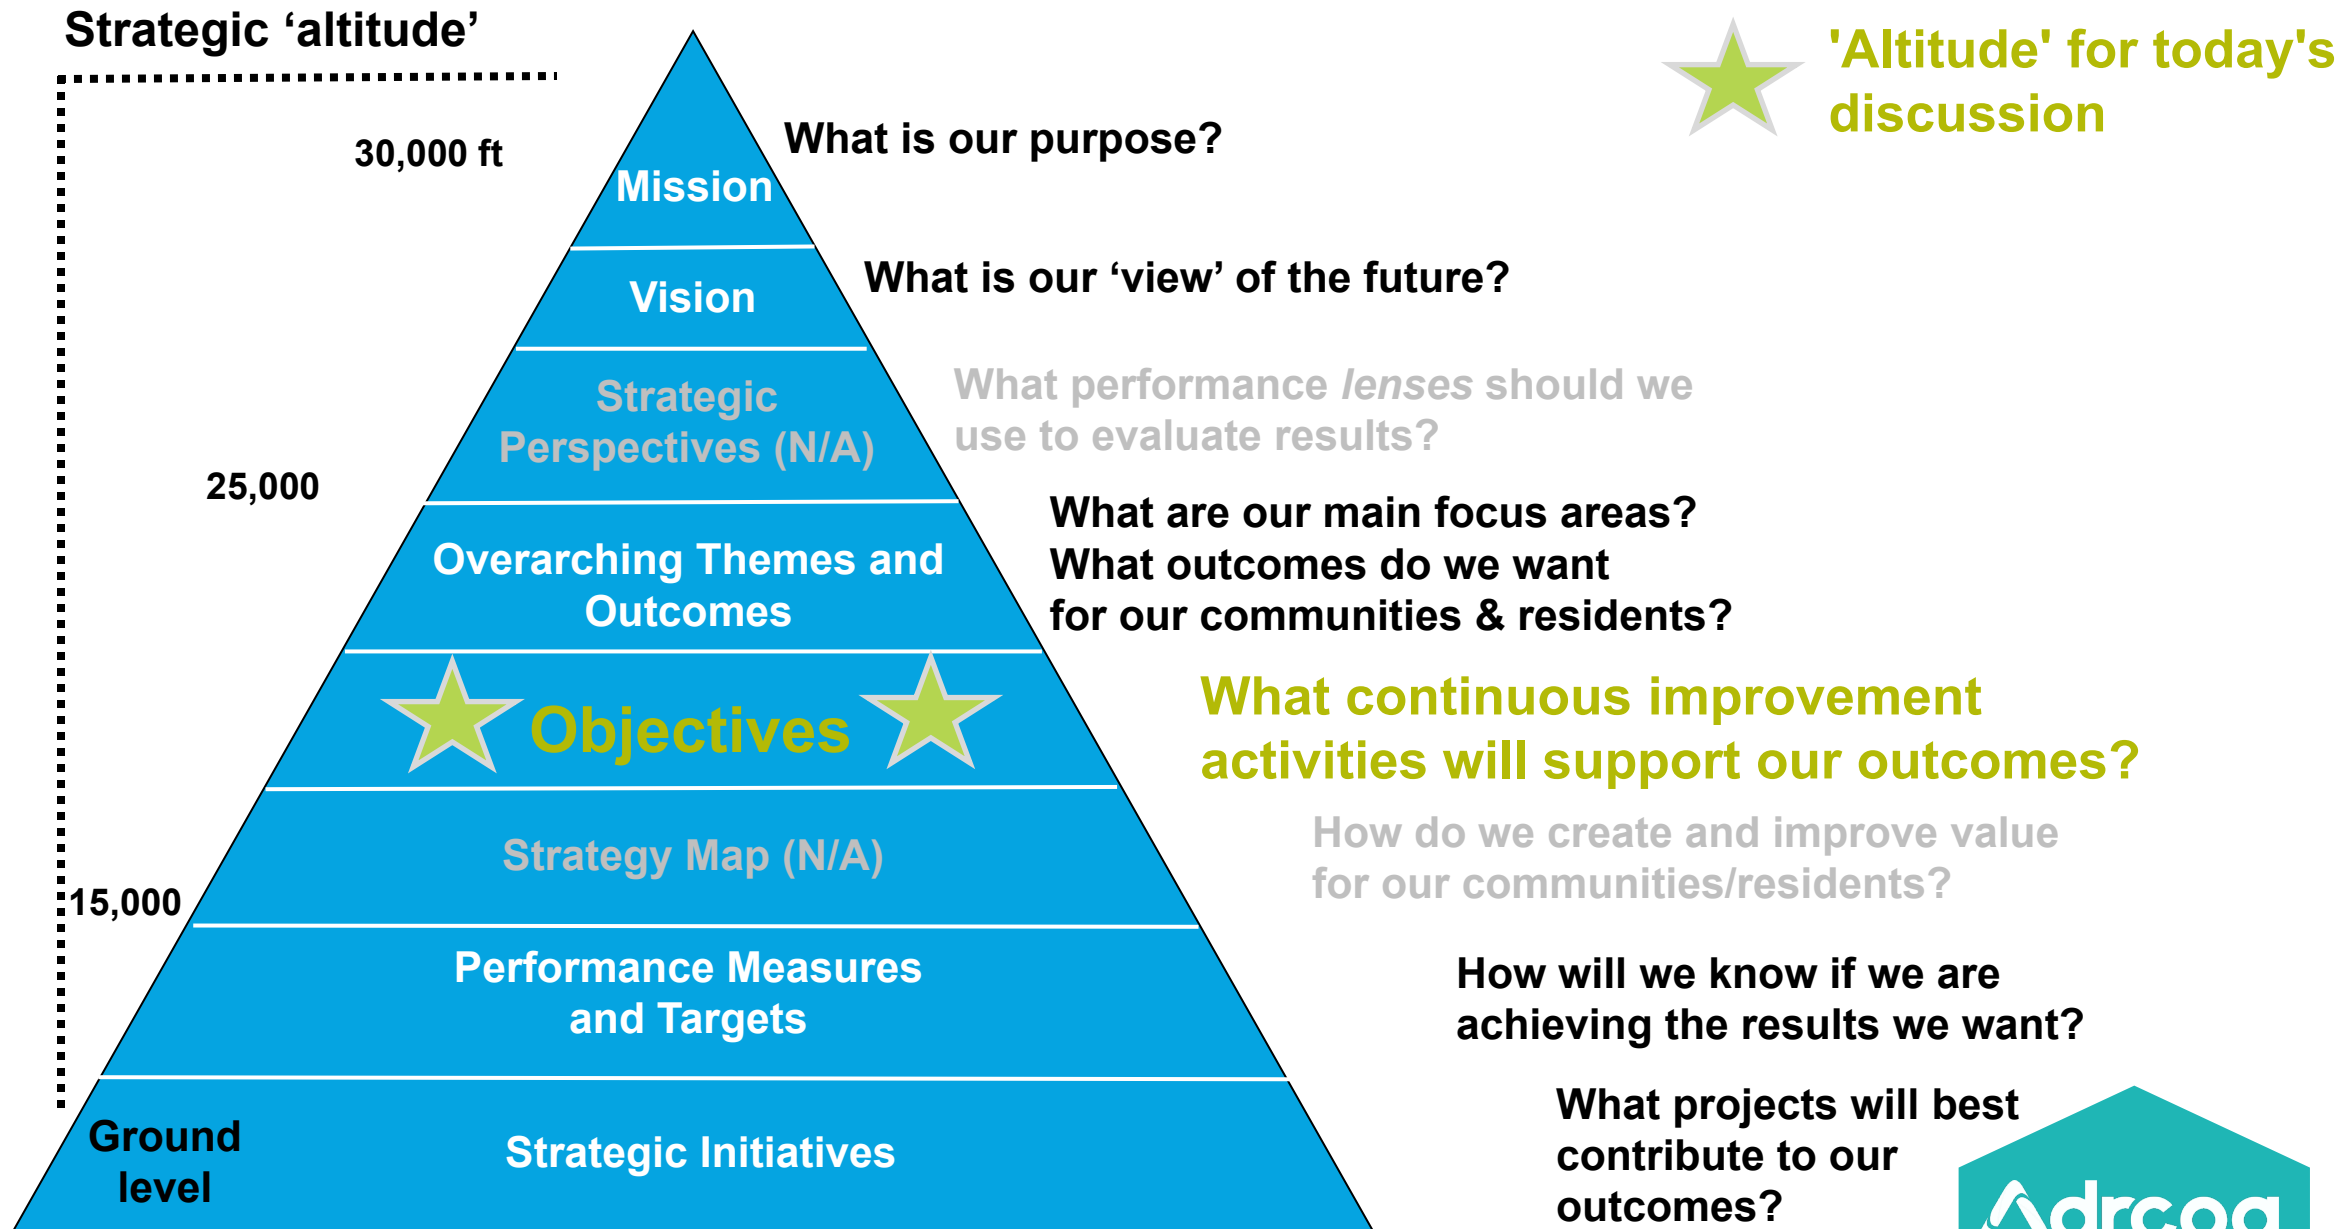 Strategic ‘altitude’
'Altitude' for today's
discussion
30,000 ft
What is our purpose?
Mission
Vision
What is our ‘view’ of the future?
Strategic
Perspectives (N/A)
What performance lenses should we
use to evaluate results?
25,000
Overarching Themes and
Outcomes
What are our main focus areas?
What outcomes do we want
for our communities & residents?
Objectives
What continuous improvement
activities will support our outcomes?
Strategy Map (N/A)
How do we create and improve value
for our communities/residents?
15,000
Performance Measures
and Targets
How will we know if we are
achieving the results we want?
Ground
level
Strategic Initiatives
What projects will best
contribute to our
outcomes?
drcog